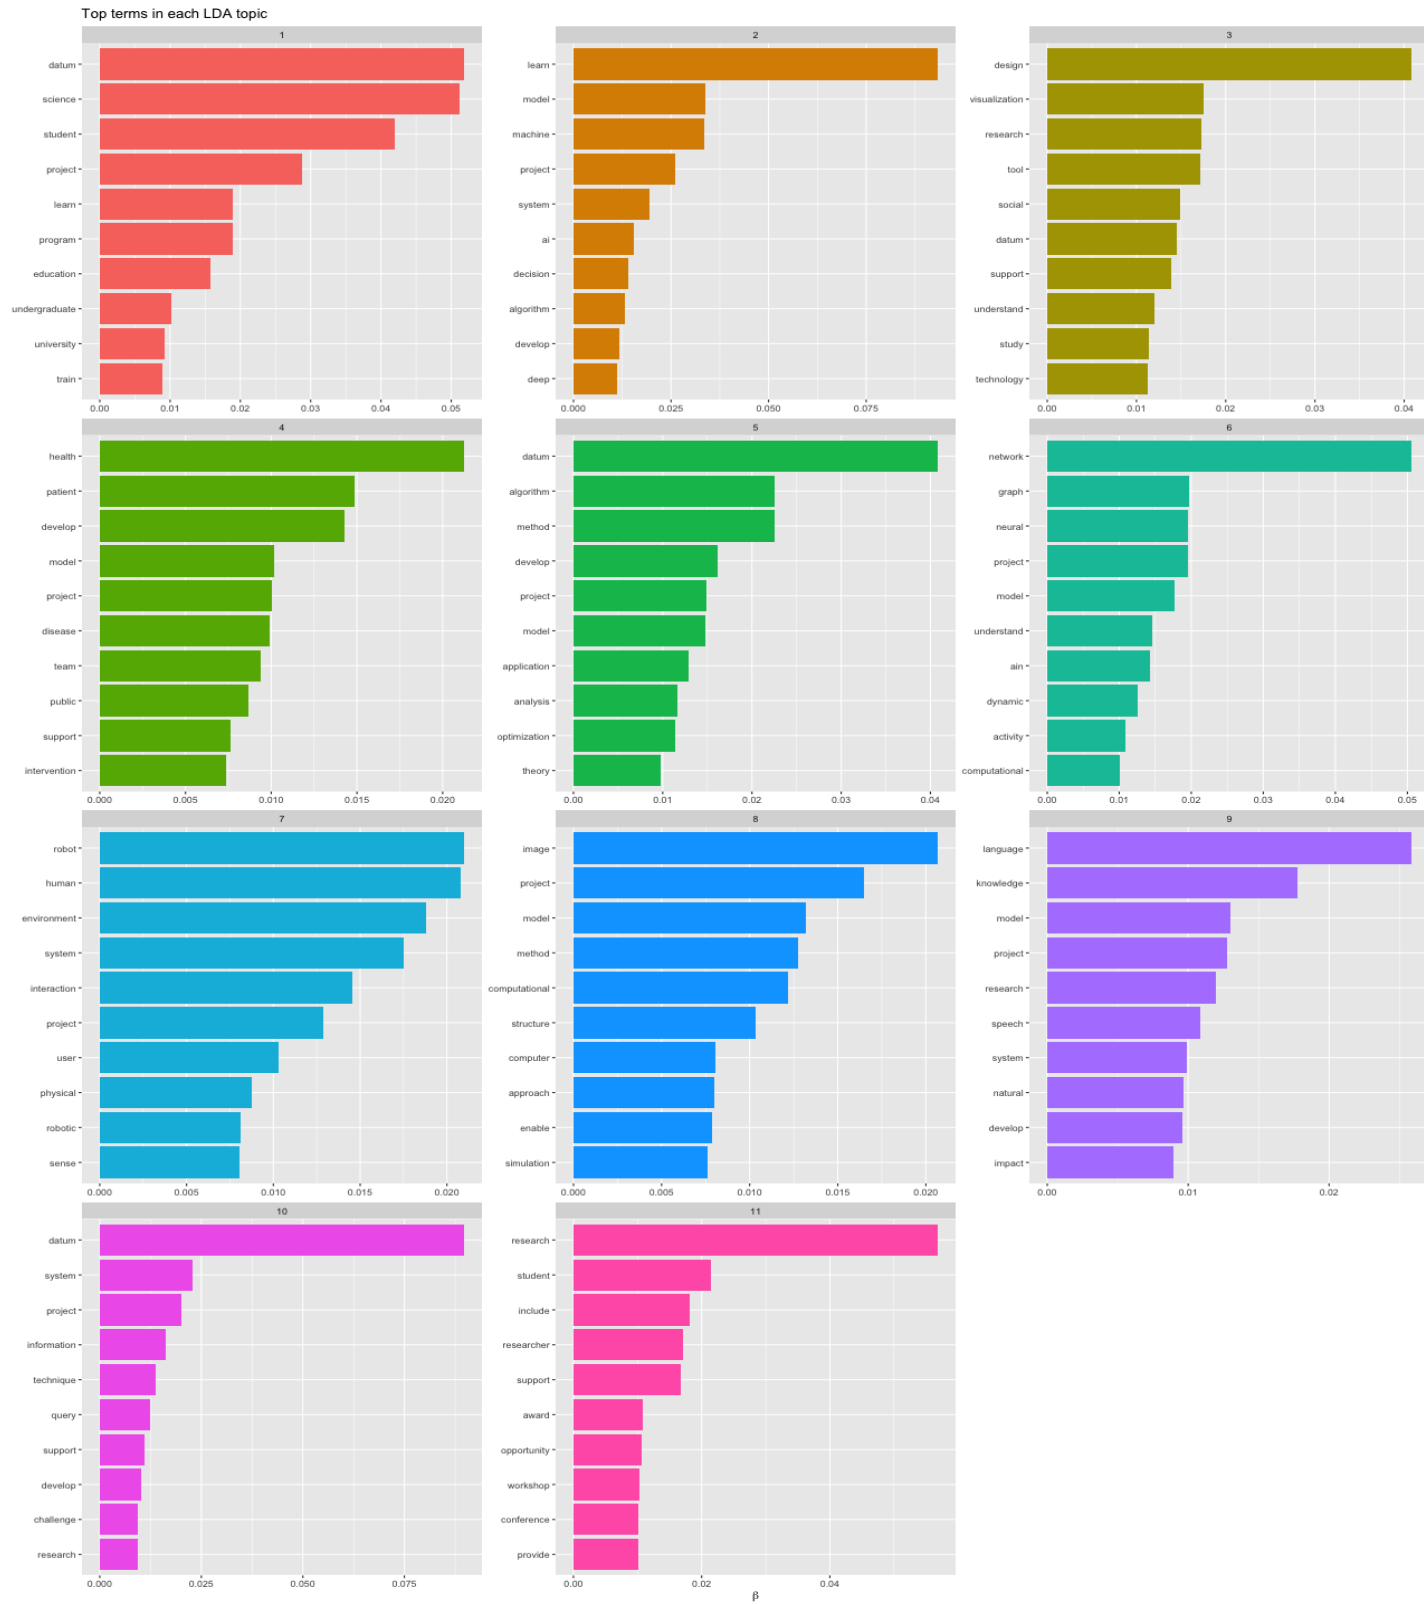 Top terms in each LDA topic
1
datum
science
student
project
learn
program
education
undergraduate
university
train
0.00 0.01 0.02 0.03 0.04 0.05
2
learn
model
machine
project
system
ai
decision
algorithm
develop
deep
0.000 0.025 0.050 0.075
3
design
visualization
research
tool
social
datum
support
understand
study
technology
0.00 0.01 0.02 0.03 0.04
4
health
patient
develop
model
project
disease
team
public
support
intervention
0.000 0.005 0.010 0.015 0.020
5
datum
algorithm
method
develop
project
model
application
analysis
optimization
theory
0.00 0.01 0.02 0.03 0.04
6
network
graph
neural
project
model
understand
ain
dynamic
activity
computational
0.00 0.01 0.02 0.03 0.04 0.05
7
robot
human
environment
system
interaction
project
user
physical
robotic
sense
0.000 0.005 0.010 0.015 0.020
8
image
project
model
method
computational
structure
computer
approach
enable
simulation
0.000 0.005 0.010 0.015 0.020
9
language
knowledge
model
project
research
speech
system
natural
develop
impact
0.00 0.01 0.02
10
datum
system
project
information
technique
query
support
develop
challenge
research
0.000 0.025 0.050 0.075
11
research
student
include
researcher
support
award
opportunity
workshop
conference
provide
0.00 0.02 0.04
β